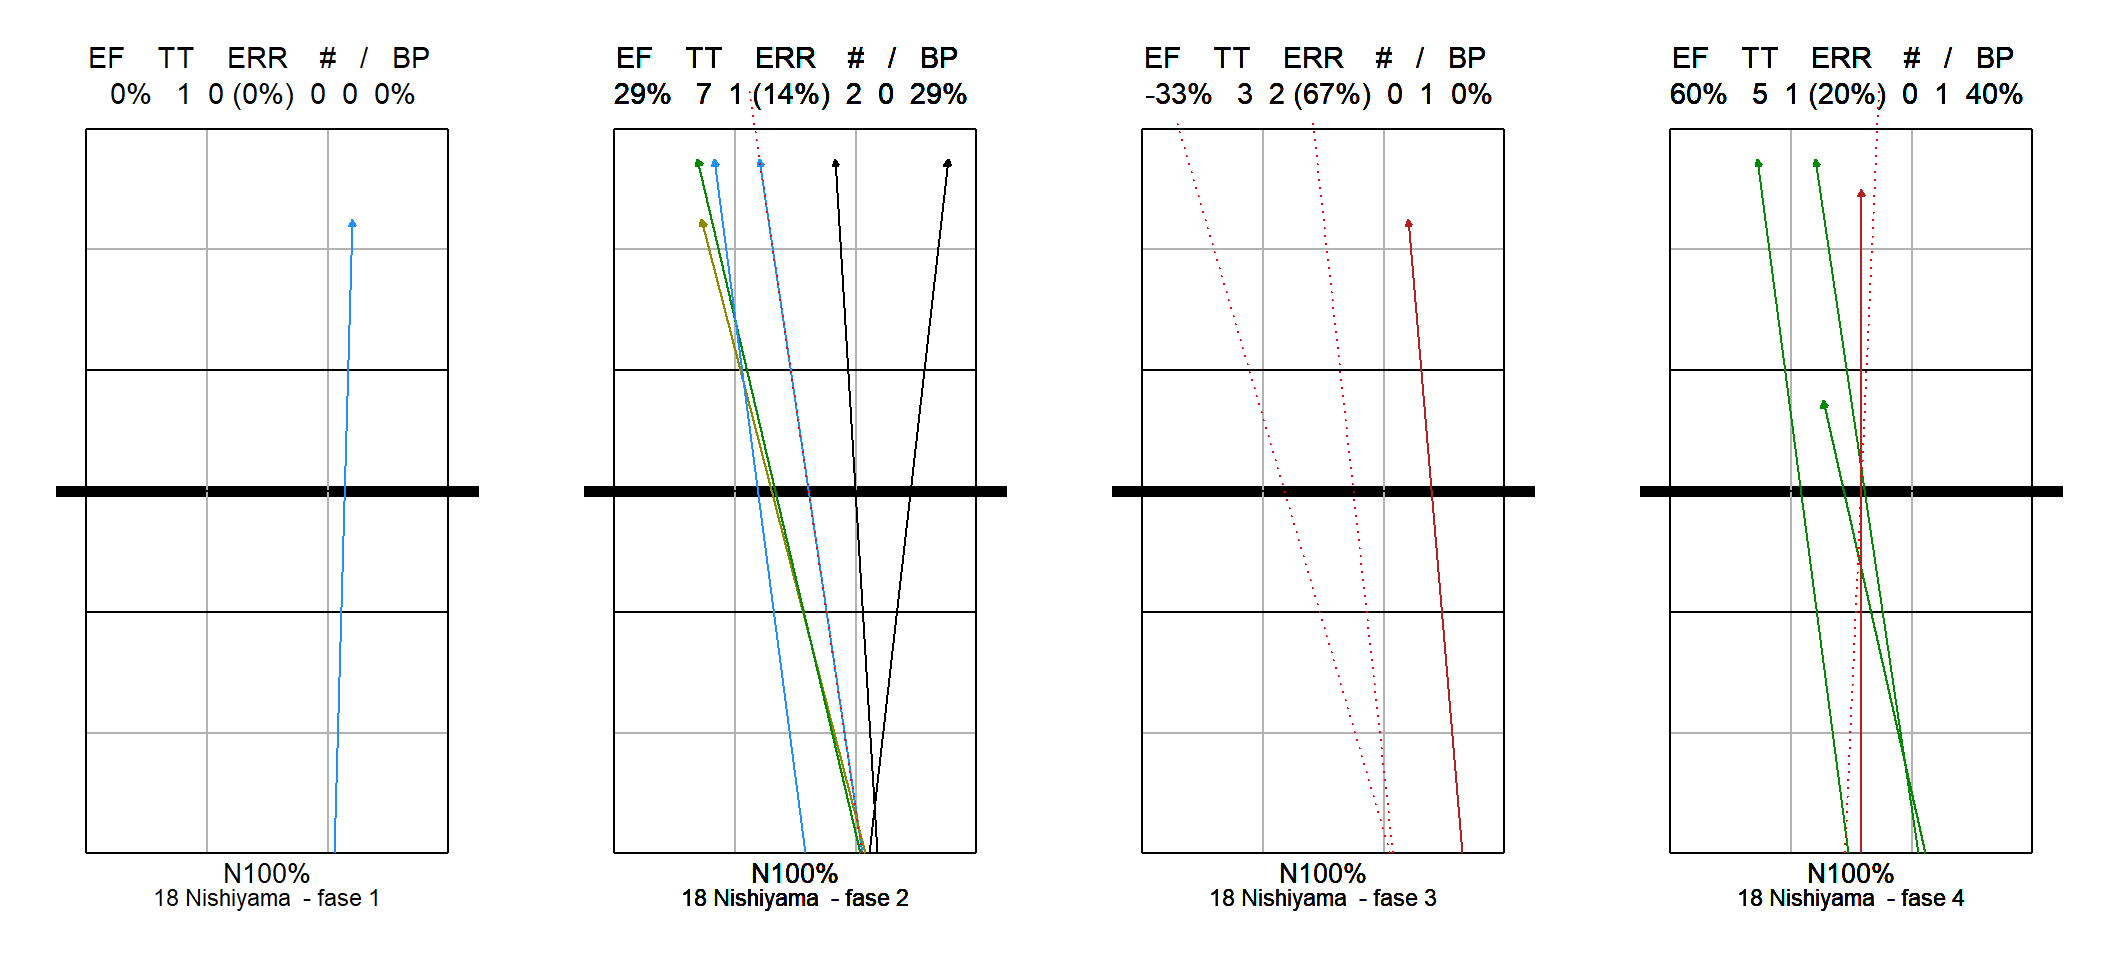 EF TT ERR # / BP
0% 1 0 (0%) 0 0 0%
N100%
18 Nishiyama - fase 1
EF TT ERR # / BP
29% 7 1 (14%) 2 0 29%
N100%
18 Nishiyama - fase 2
EF TT ERR # / BP
-33% 3 2 (67%) 0 1 0%
N100%
18 Nishiyama - fase 3
EF TT ERR # / BP
60% 5 1 (20%) 0 1 40%
N100%
18 Nishiyama - fase 4